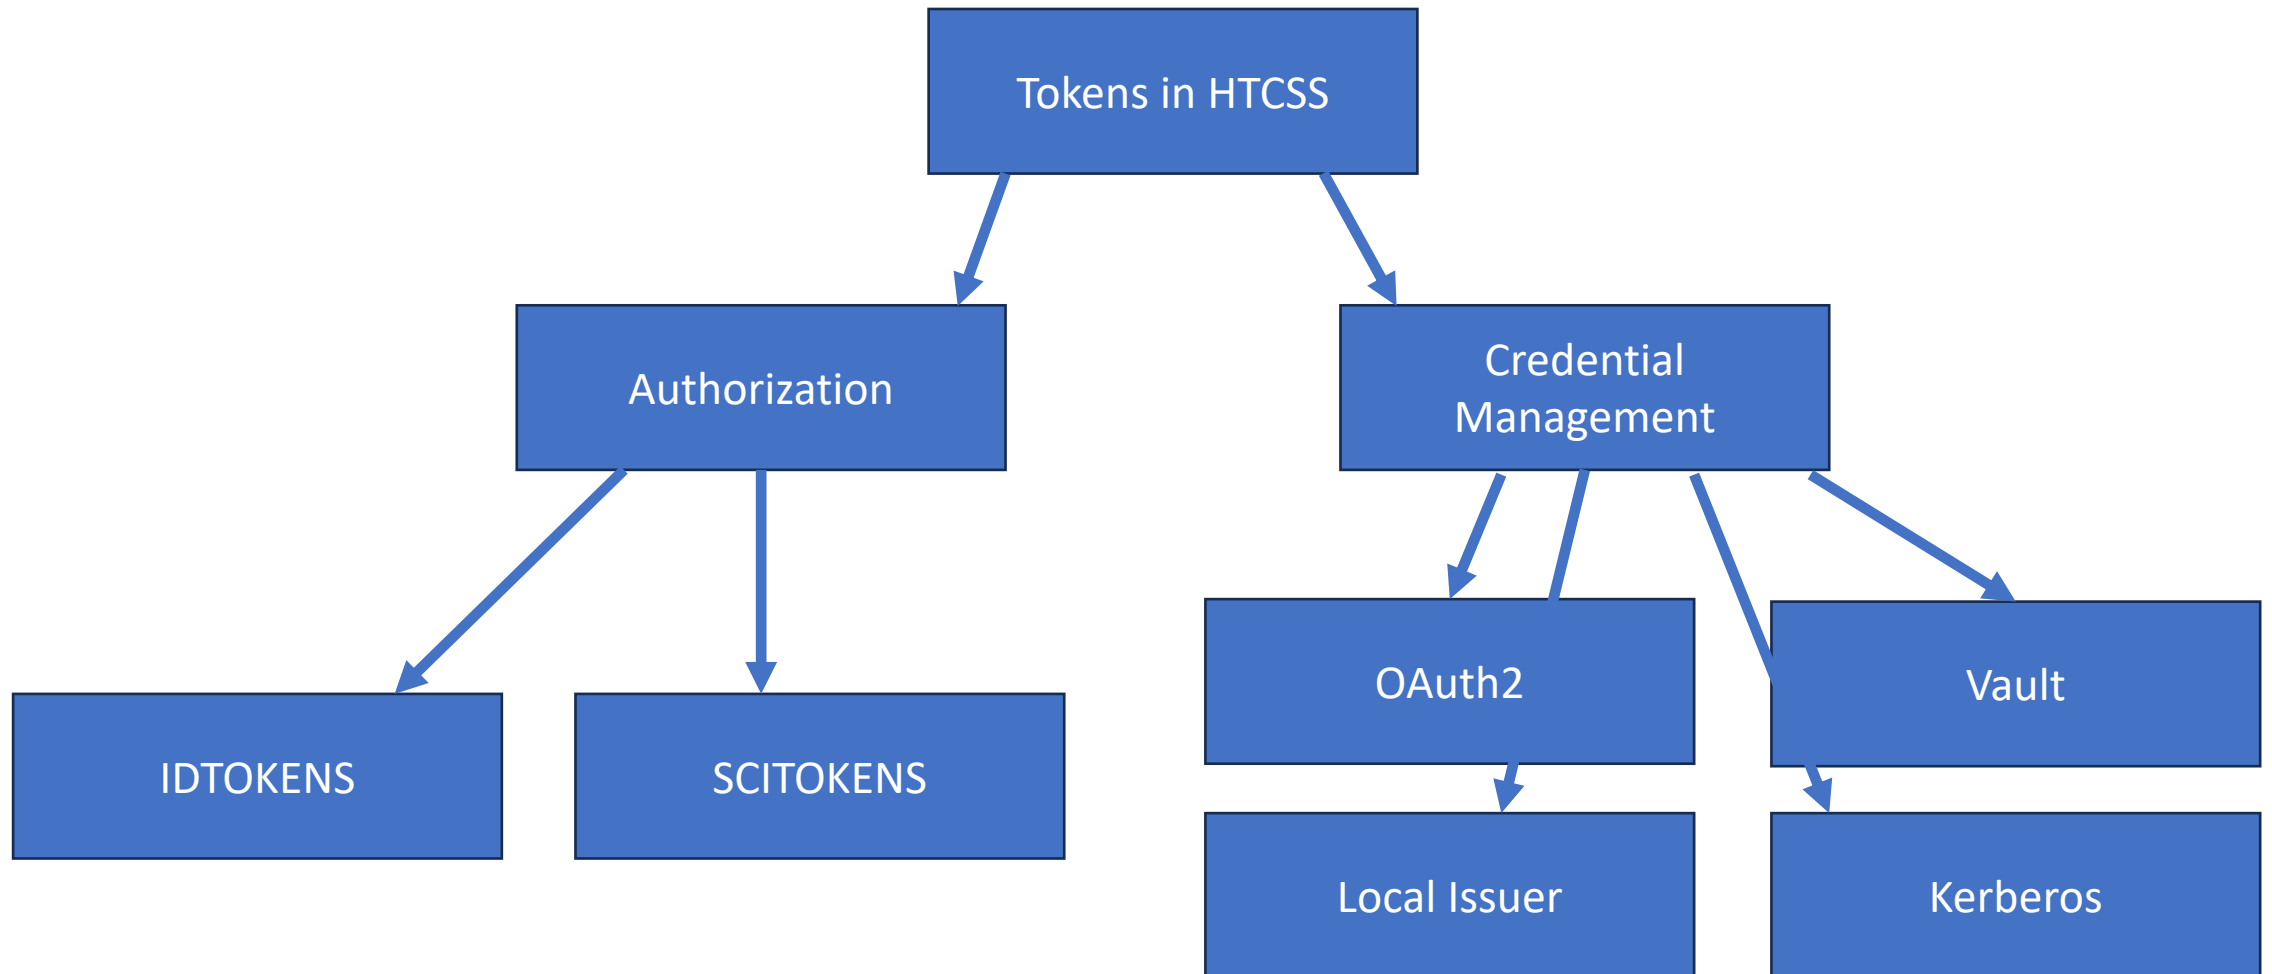 Tokens in HTCSS
Authorization
Credential
Management
OAuth2
Vault
IDTOKENS
SCITOKENS
Local Issuer
Kerberos